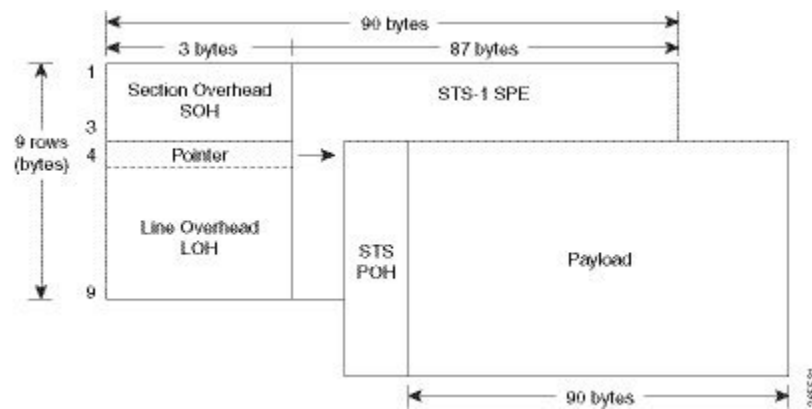 90 bytes
3 bytes
87 bytes
1
Section Overhead
SOH
STS-1 SPE
3
9 rows
(bytes)
4
Pointer
Line Overhead
LOH
STS
POH
Payload
9
90 bytes